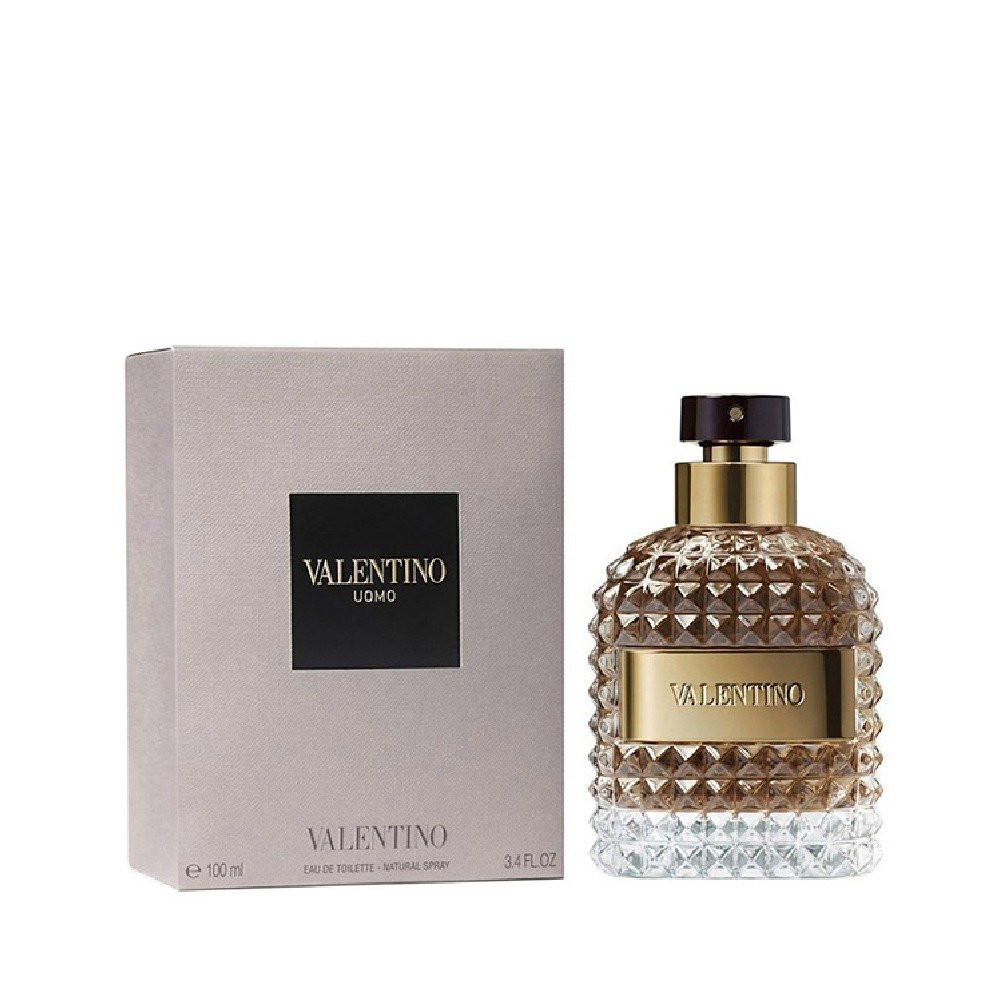 VALENTINO
UOMO
VALENTINO
EAU DE TOILETTE - NATURAL SPRAY
℮ 100 ml
3.4 FL.OZ
VALENTINO